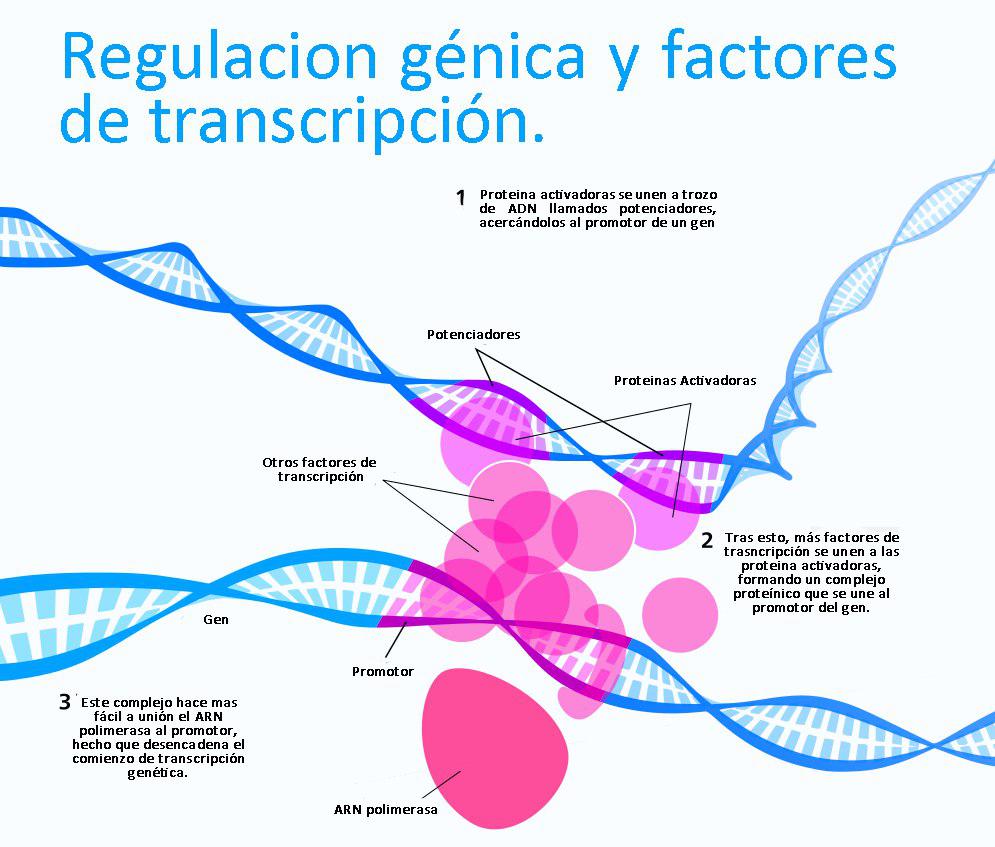 Regulacion génica y factores
de transcripción.
1 Proteina activadoras se unen a trozo
de ADN llamados potenciadores,
acercándolos al promotor de un gen
Potenciadores
Proteinas Activadoras
Otros factores de
transcripción
2 Tras esto, más factores de
trasncripción se unen a las
proteina activadoras,
formando un complejo
proteínico que se une al
promotor del gen.
Gen
Promotor
3 Este complejo hace mas
fácil a unión el ARN
polimerasa al promotor,
hecho que desencadena el
comienzo de transcripción
genética.
ARN polimerasa